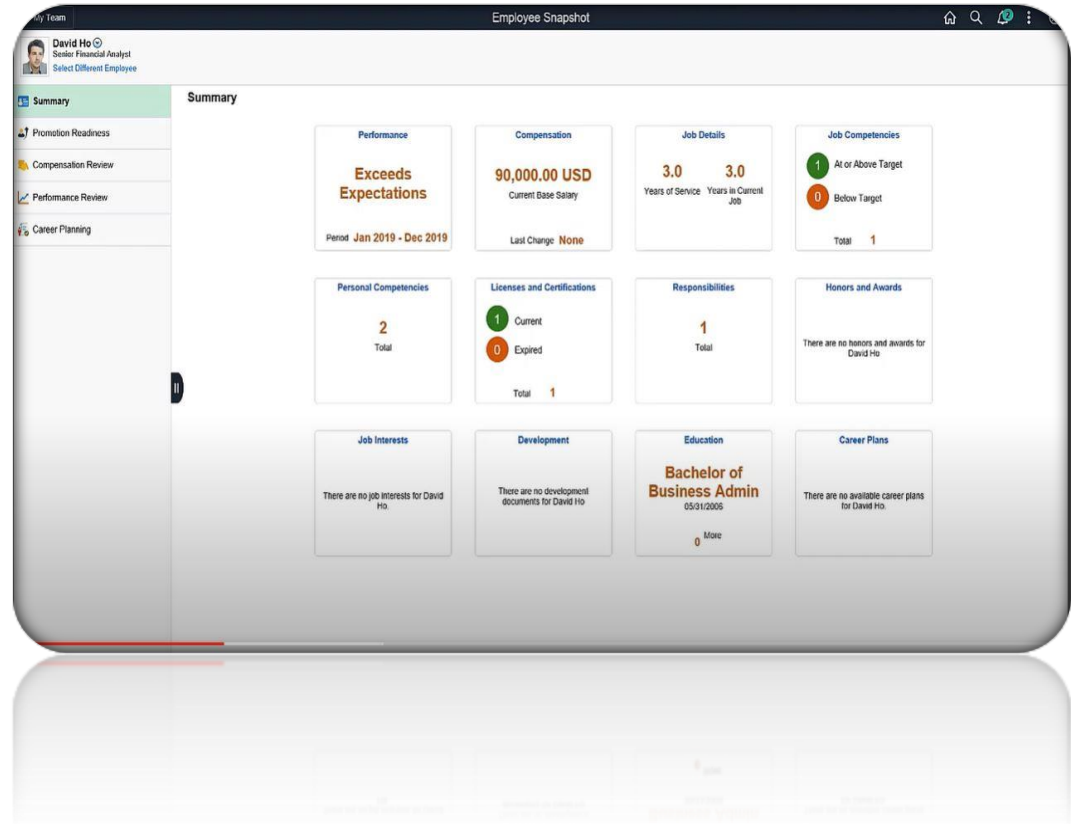 My Team
Employee Snapshot
2
David Ho
Senior Financial Analyst
Select Different Employee
Summary
Promotion Readiness
Compensation Review
Performance Review
Career Planning
Summary
Performance
Exceeds
Expectations
Period Jan 2019 - Dec 2019
Compensation
90,000.00 USD
Current Base Salary
Last Change None
Job Details
3.0 3.0
Years of Service Years in Current
Job
Job Competencies
1 At or Above Target
0 Below Target
Total 1
Personal Competencies
2
Total
Licenses and Certifications
1 Current
0 Expired
Total 1
Responsibilities
1
Total
Honors and Awards
There are no honors and awards for
David Ho
Job Interests
There are no job interests for David
Ho.
Development
There are no development
documents for David Ho
Education
Bachelor of
Business Admin
05/31/2006
0 More
Career Plans
There are no available career plans
for David Ho.